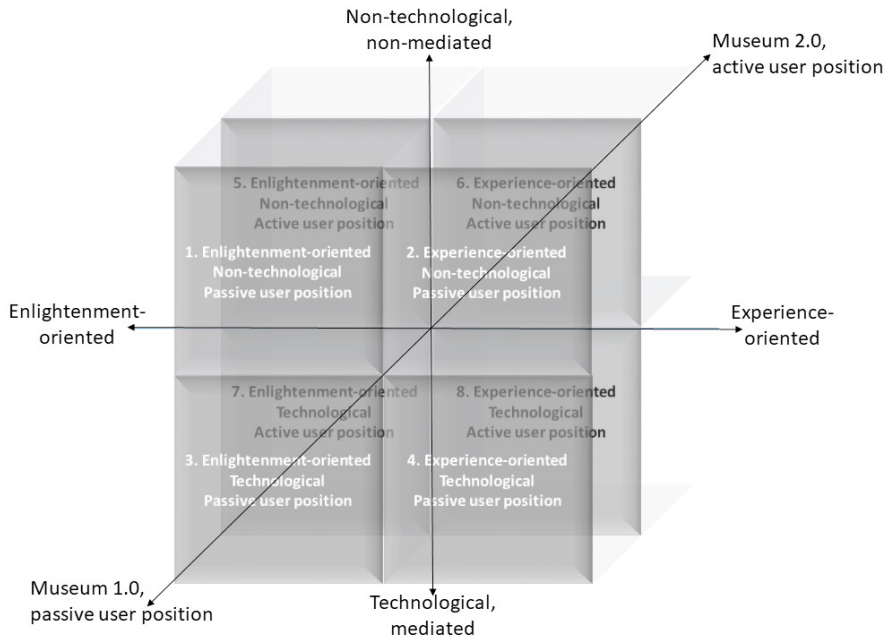 Non-technological,
non-mediated
Museum 2.0,
active user position
5. Enlightenment-oriented
Non-technological
Active user position
6. Experience-oriented
Non-technological
Active user position
1. Enlightenment-oriented
Non-technological
Passive user position
2. Experience-oriented
Non-technological
Passive user position
Enlightenment-
oriented
Experience-
oriented
7. Enlightenment-oriented
Technological
Active user position
8. Experience-oriented
Technological
Active user position
3. Enlightenment-oriented
Technological
Passive user position
4. Experience-oriented
Technological
Passive user position
Museum 1.0,
passive user position
Technological,
mediated